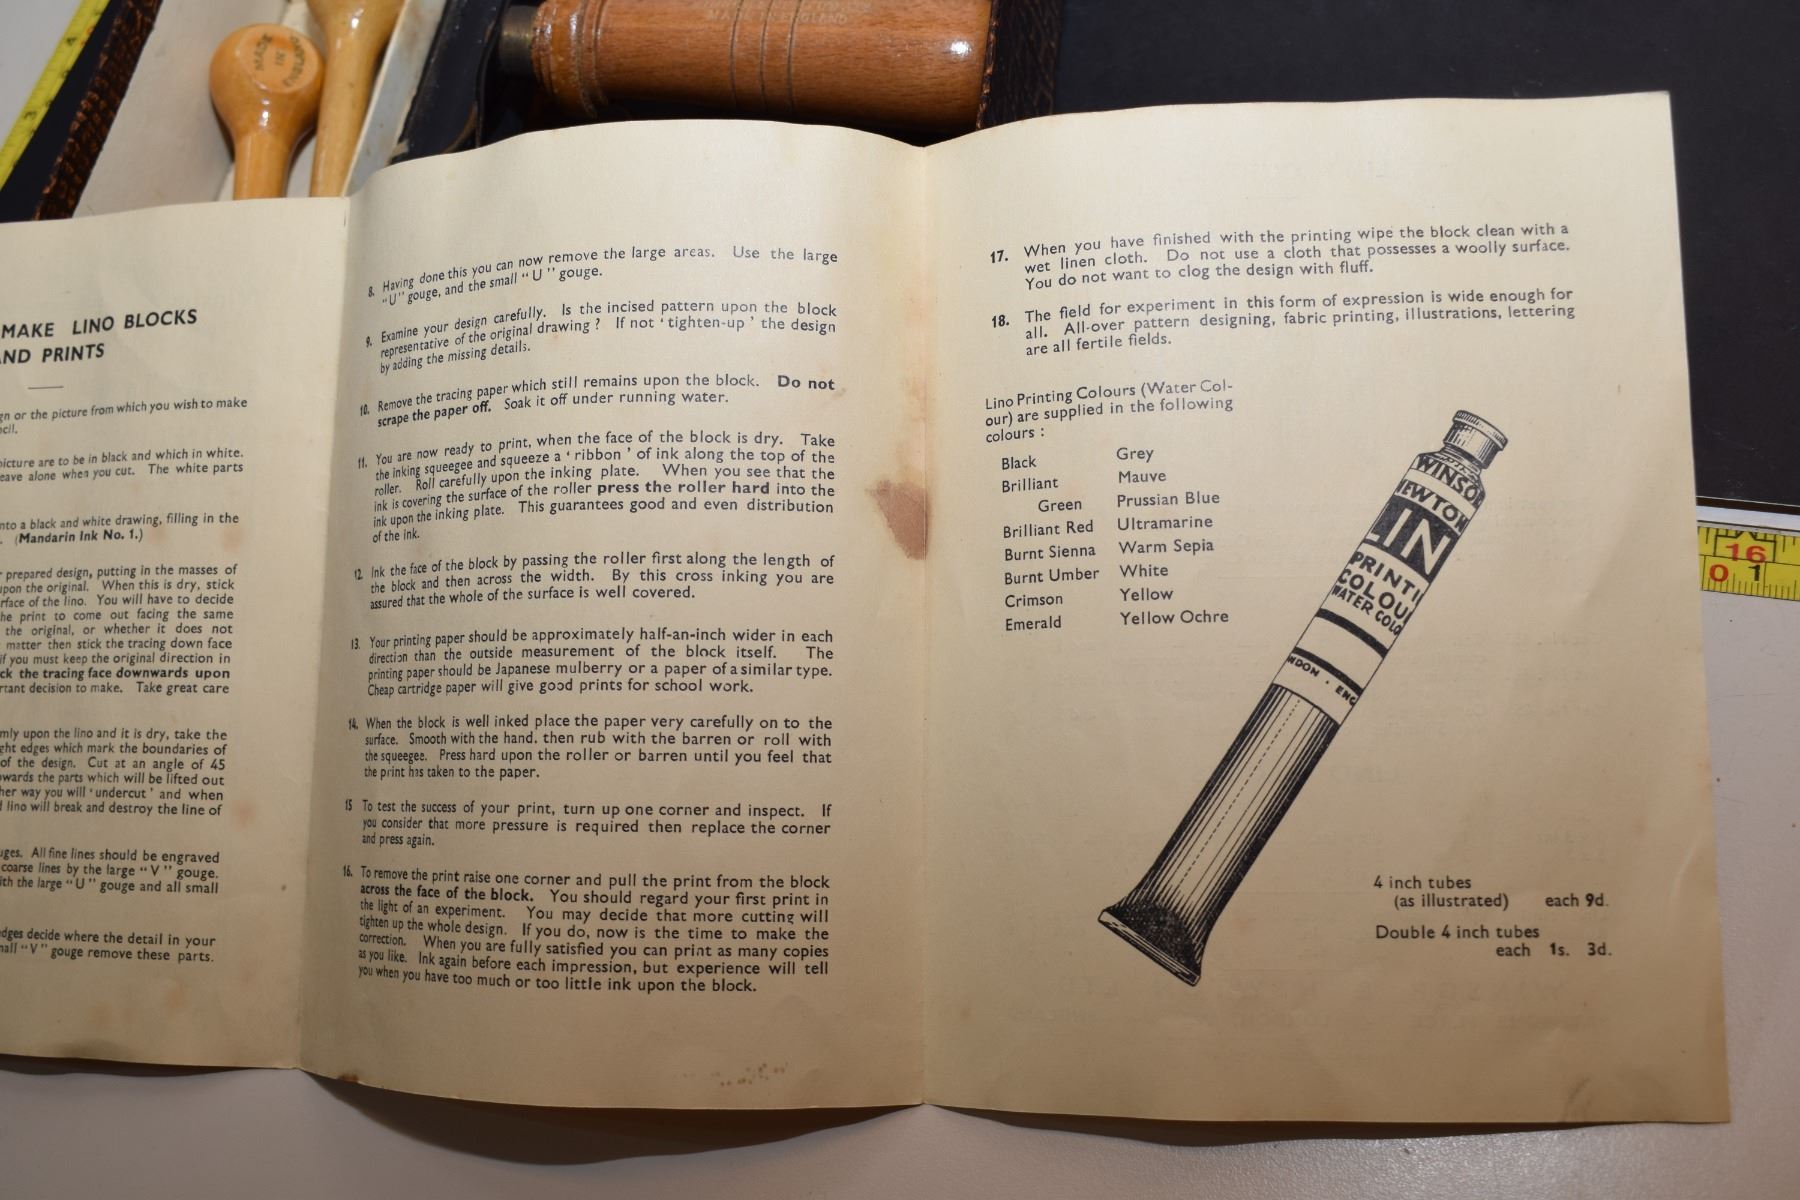 MADE IN ENGLAND
MAKE LINO BLOCKS
AND PRINTS
or the picture from which you wish to make
picture are to be in black and which in white.
leave alone when you cut. The white parts
into a black and white drawing, filling in the
(Mandarin Ink No. 1.)
prepared design, putting in the masses of
upon the original. When this is dry, stick
of the lino. You will have to decide
the print to come out facing the same
the original, or whether it does not
matter then stick the tracing down face
if you must keep the original direction in
the tracing face downwards upon
decision to make. Take great care
upon the lino and it is dry, take the
edges which mark the boundaries of
of the design. Cut at an angle of 45
the parts which will be lifted out
way you will 'undercut' and when
lino will break and destroy the line of
All fine lines should be engraved
coarse lines by the large "V" gouge.
the large "U" gouge and all small
decide where the detail in your
"V" gouge remove these parts.
8. Having done this you can now remove the large areas. Use the large
"U" gouge, and the small "U" gouge.
9. Examine your design carefully. Is the incised pattern upon the block
representative of the original drawing? If not 'tighten-up' the design
by adding the missing details.
10. Remove the tracing paper which still remains upon the block. Do not
scrape the paper off. Soak it off under running water.
11. You are now ready to print, when the face of the block is dry. Take
the inking squeegee and squeeze a 'ribbon' of ink along the top of the
roller. Roll carefully upon the inking plate. When you see that the
ink is covering the surface of the roller press the roller hard into the
ink upon the inking plate. This guarantees good and even distribution
of the ink.
12 Ink the face of the block by passing the roller first along the length of
the block and then across the width. By this cross inking you are
assured that the whole of the surface is well covered.
13. Your printing paper should be approximately half-an-inch wider in each
direction than the outside measurement of the block itself. The
printing paper should be Japanese mulberry or a paper of a similar type.
Cheap cartridge paper will give good prints for school work.
14. When the block is well inked place the paper very carefully on to the
surface. Smooth with the hand, then rub with the barren or roll with
the squeegee. Press hard upon the roller or barren until you feel that
the print has taken to the paper.
15 To test the success of your print, turn up one corner and inspect. If
you consider that more pressure is required then replace the corner
and press again.
16. To remove the print raise one corner and pull the print from the block
across the face of the block. You should regard your first print in
the light of an experiment. You may decide that more cutting will
tighten up the whole design. If you do, now is the time to make the
correction. When you are fully satisfied you can print as many copies
as you like. Ink again before each impression, but experience will tell
you when you have too much or too little ink upon the block.
17. When you have finished with the printing wipe the block clean with a
wet linen cloth. Do not use a cloth that possesses a woolly surface.
You do not want to clog the design with fluff.
18. The field for experiment in this form of expression is wide enough for
all. All-over pattern designing, fabric printing, illustrations, lettering
are all fertile fields.
Lino Printing Colours (Water Col-
our) are supplied in the following
colours :
Black
Brilliant
Green
Brilliant Red
Burnt Sienna
Burnt Umber
Crimson
Emerald
Grey
Mauve
Prussian Blue
Ultramarine
Warm Sepia
White
Yellow
Yellow Ochre
WINSO
NEWTON
LIN
PRINTI
COLOU
WATER COLO
NDON · ENG
4 inch tubes
(as illustrated) each 9d.
Double 4 inch tubes
each 1s. 3d.
16
0 1
3
4